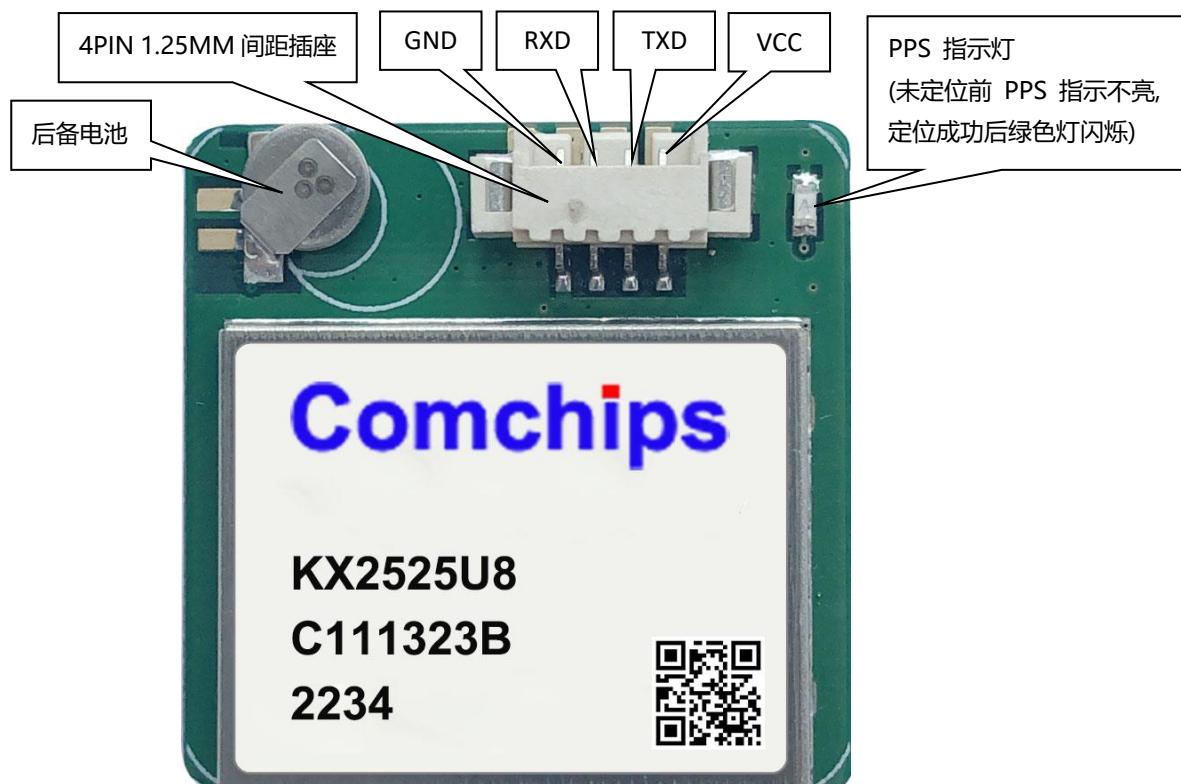 4PIN 1.25MM 间距插座
GND
RXD
TXD
VCC
PPS 指示灯
(未定位前 PPS 指示不亮,
定位成功后绿色灯闪烁)
后备电池
Comchips
KX2525U8
C111323B
2234